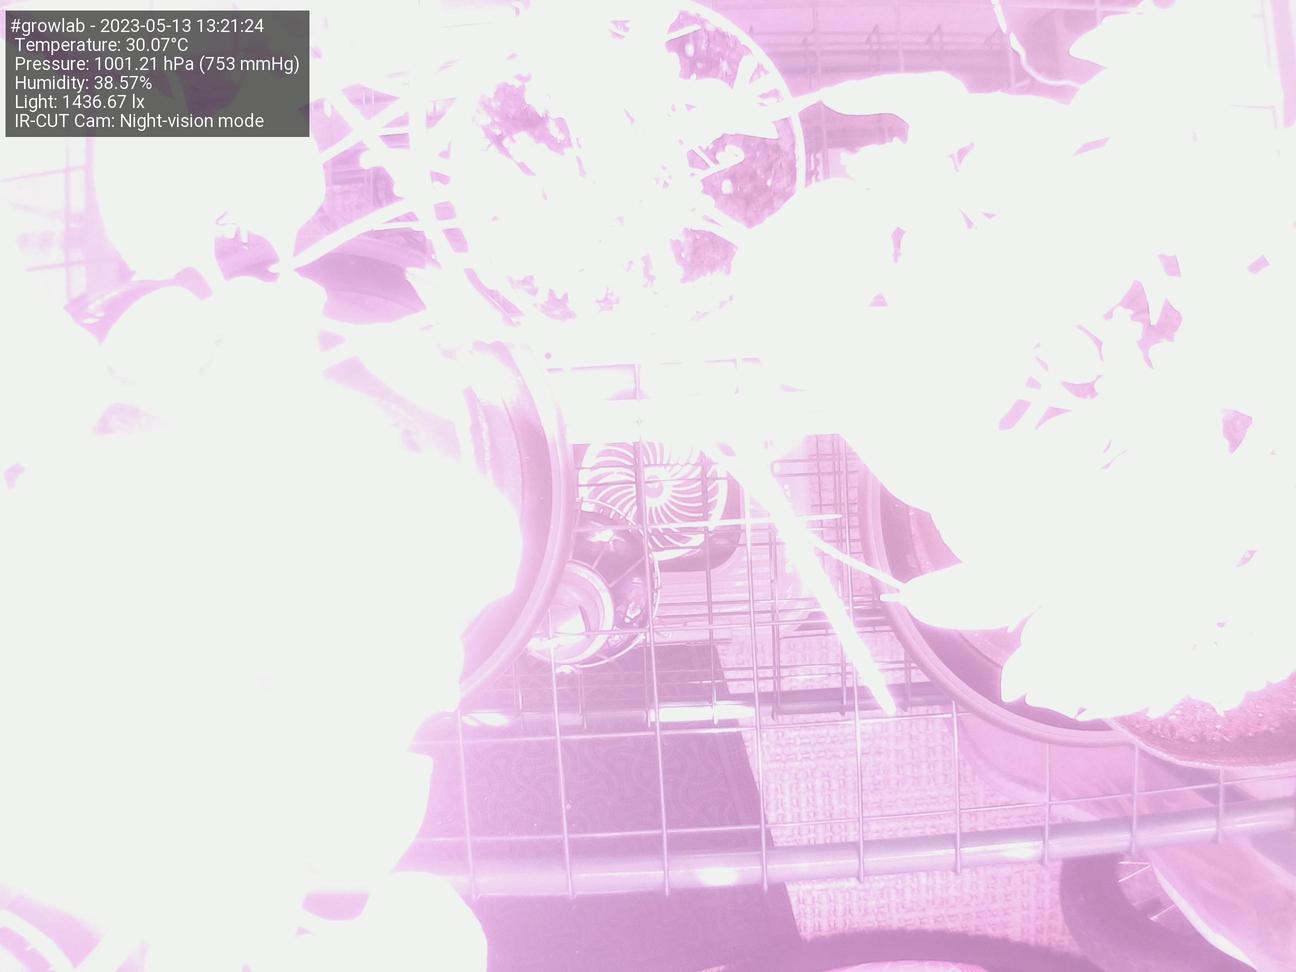 #growlab - 2023-05-13 13:21:24
Temperature: 30.07°C
Pressure: 1001.21 hPa (753 mmHg)
Humidity: 38.57%
Light: 1436.67 lx
IR-CUT Cam: Night-vision mode